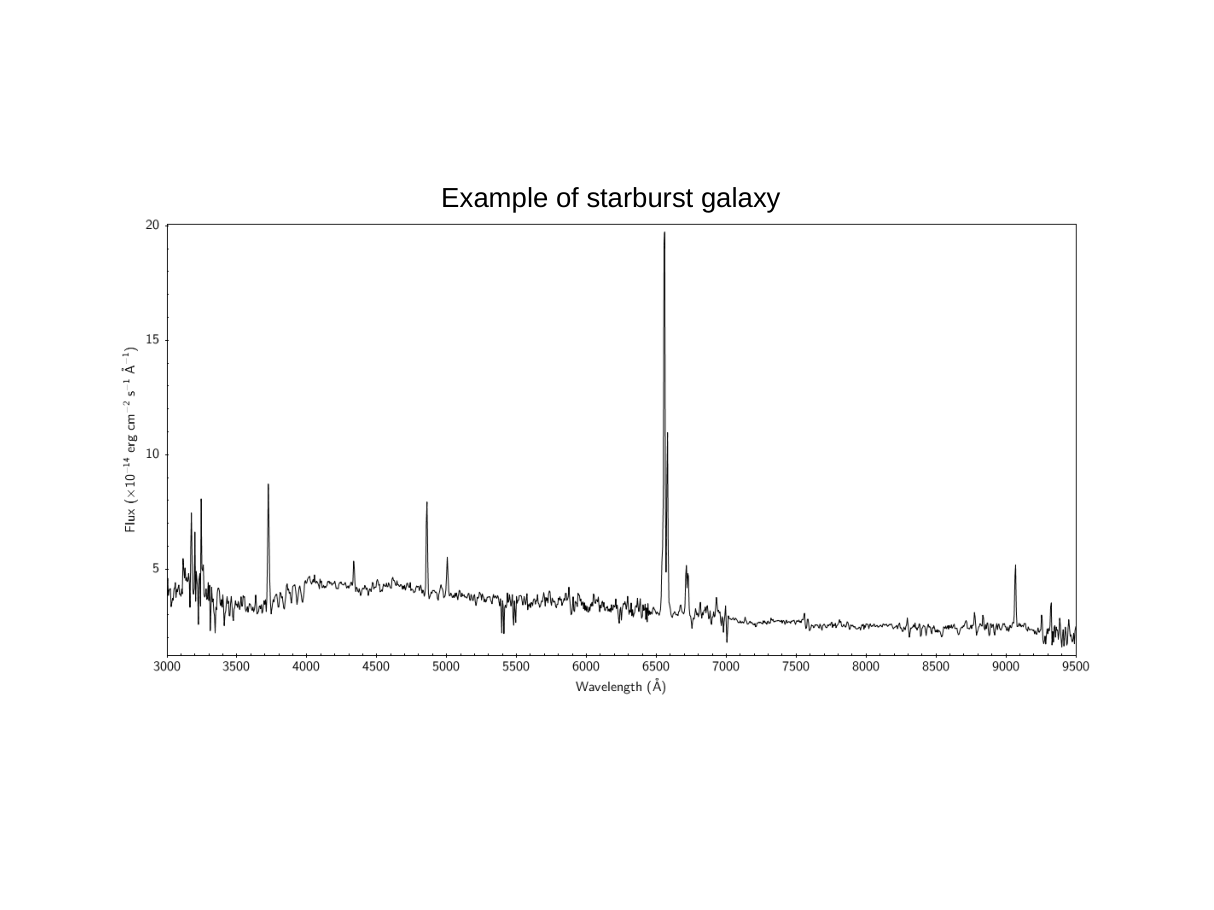 Example of starburst galaxy
20
15
10
5
Flux (×10⁻¹⁴ erg cm⁻² s⁻¹ Å⁻¹)
3000 3500 4000 4500 5000 5500 6000 6500 7000 7500 8000 8500 9000 9500
Wavelength (Å)